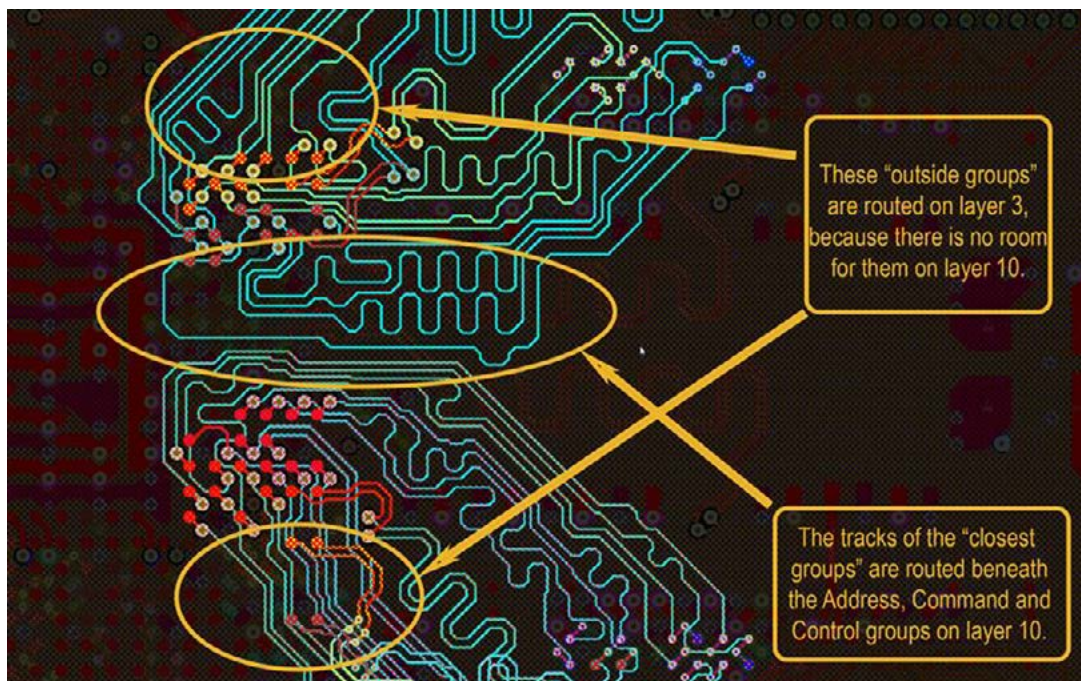 These “outside groups”
are routed on layer 3,
because there is no room
for them on layer 10.
The tracks of the “closest
groups” are routed beneath
the Address, Command and
Control groups on layer 10.